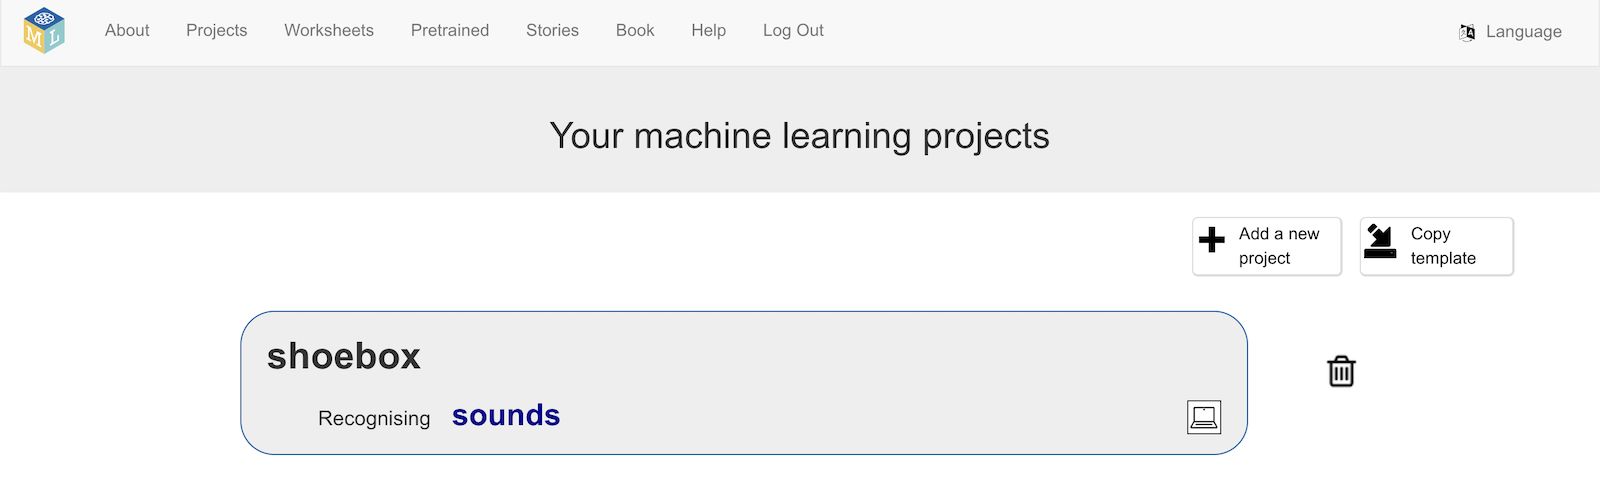 M L
About Projects Worksheets Pretrained Stories Book Help Log Out Language
Your machine learning projects
Add a new
project
Copy
template
shoebox
Recognising sounds